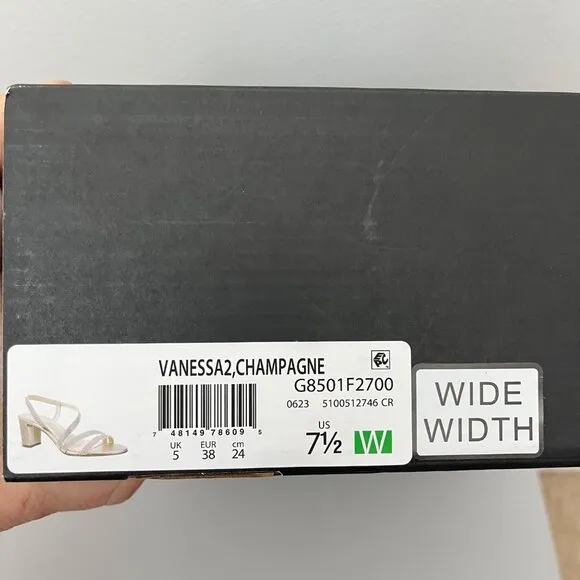 VANESSA2,CHAMPAGNE
G8501F2700
0623 5100512746 CR
7 48149 78609 5
UK EUR cm
5 38 24
US
7½ W
WIDE
WIDTH